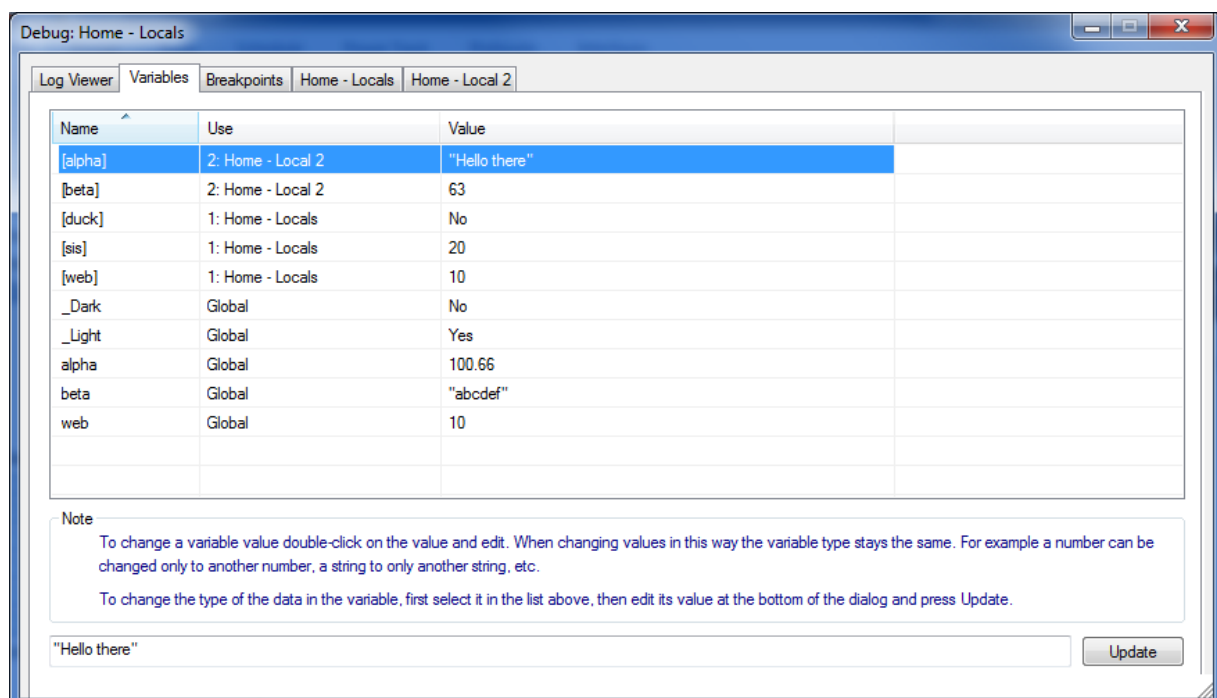 Debug: Home - Locals
Log Viewer Variables Breakpoints Home - Locals Home - Local 2
Name Use Value
[alpha] 2: Home - Local 2 "Hello there"
[beta] 2: Home - Local 2 63
[duck] 1: Home - Locals No
[sis] 1: Home - Locals 20
[web] 1: Home - Locals 10
_Dark Global No
_Light Global Yes
alpha Global 100.66
beta Global "abcdef"
web Global 10
Note
To change a variable value double-click on the value and edit. When changing values in this way the variable type stays the same. For example a number can be
changed only to another number, a string to only another string, etc.
To change the type of the data in the variable, first select it in the list above, then edit its value at the bottom of the dialog and press Update.
"Hello there" Update